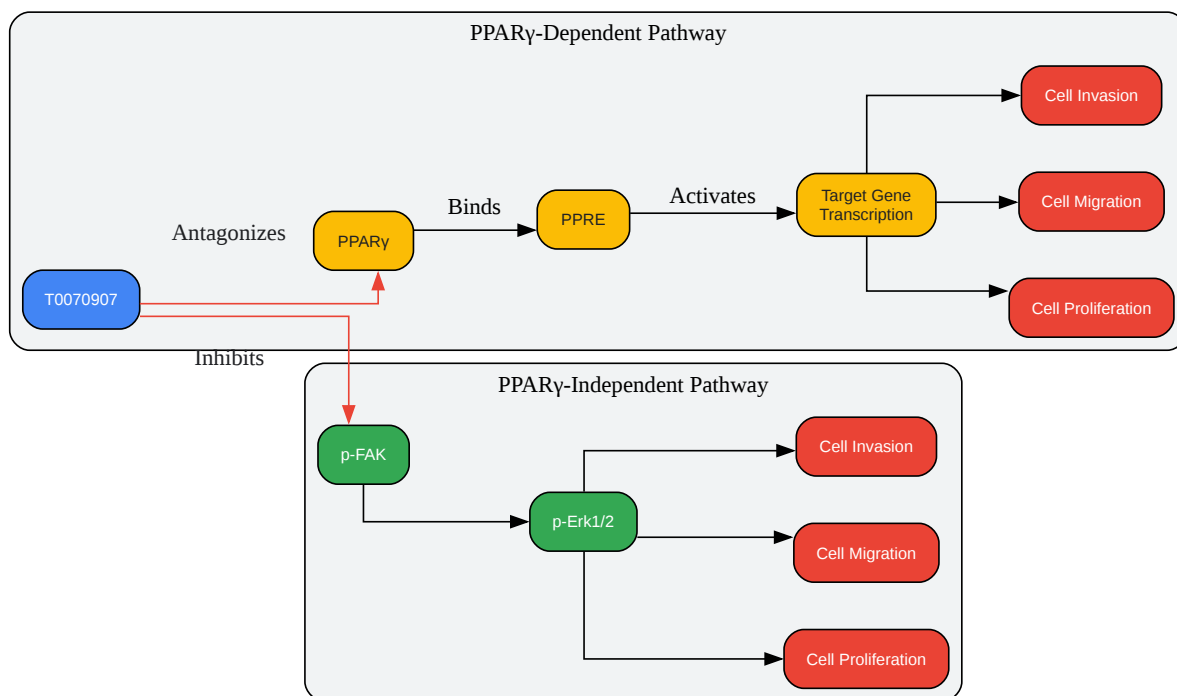 PPARγ-Dependent Pathway
Cell Invasion
Antagonizes
Binds
Activates
PPARγ
PPRE
Target Gene
Transcription
Cell Migration
T0070907
Cell Proliferation
Inhibits
PPARγ-Independent Pathway
p-FAK
Cell Invasion
p-Erk1/2
Cell Migration
Cell Proliferation